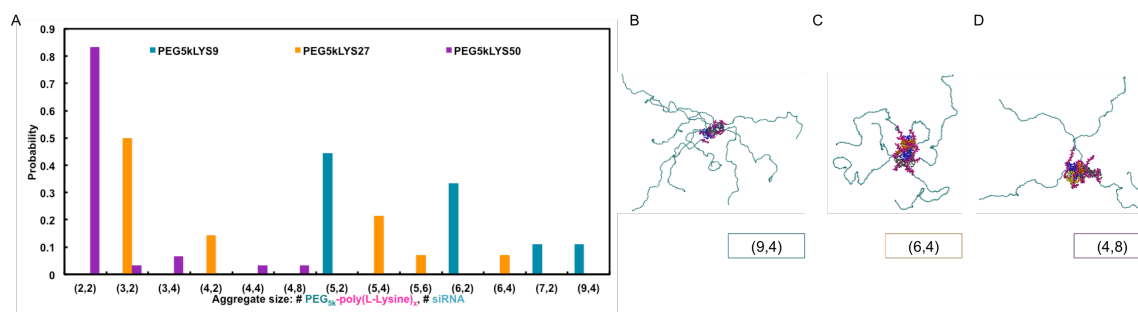 A
B
C
D
PEG5kLYS9
PEG5kLYS27
PEG5kLYS50
Probability
0.9
0.8
0.7
0.6
0.5
0.4
0.3
0.2
0.1
0
(2,2) (3,2) (3,4) (4,2) (4,4) (4,8) (5,2) (5,4) (5,6) (6,2) (6,4) (7,2) (9,4)
Aggregate size: # PEG5k-poly(L-Lysine)x, # siRNA
(9,4)
(6,4)
(4,8)